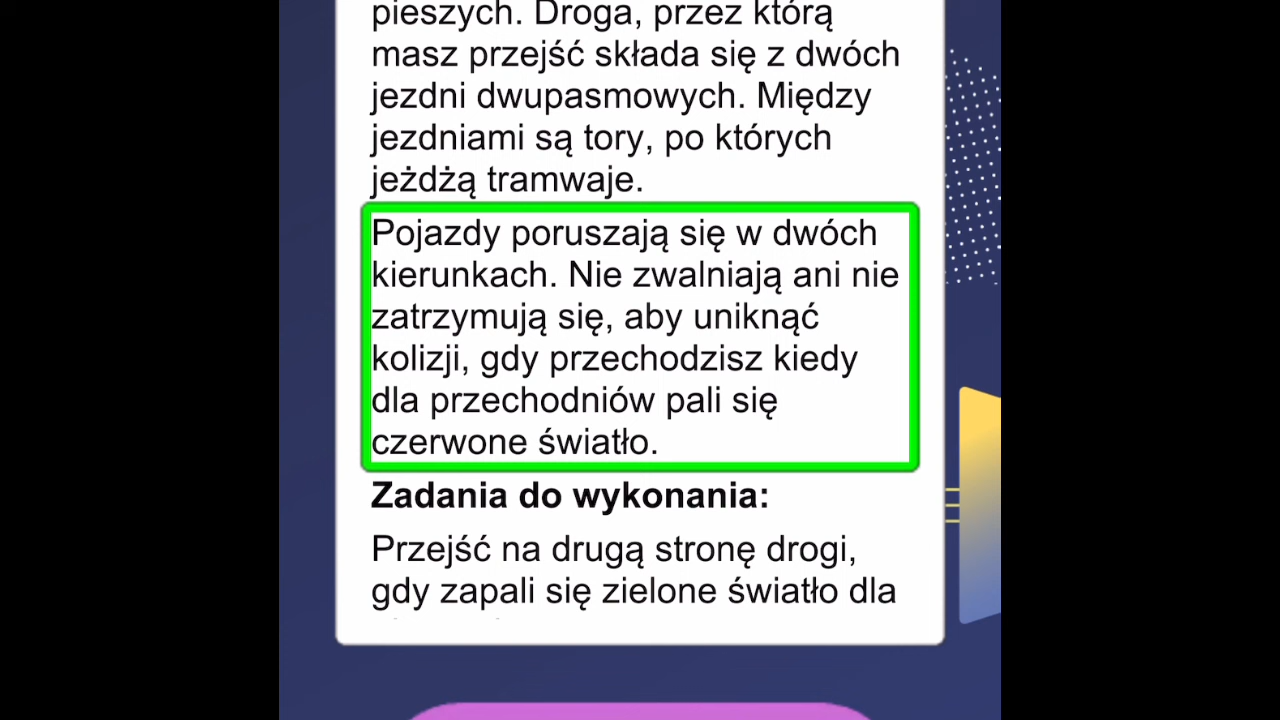 pieszych. Droga, przez którą
masz przejść składa się z dwóch
jezdni dwupasmowych. Między
jezdniami są tory, po których
jeżdżą tramwaje.
Pojazdy poruszają się w dwóch
kierunkach. Nie zwalniają ani nie
zatrzymują się, aby uniknąć
kolizji, gdy przechodzisz kiedy
dla przechodniów pali się
czerwone światło.
Zadania do wykonania:
Przejść na drugą stronę drogi,
gdy zapali się zielone światło dla